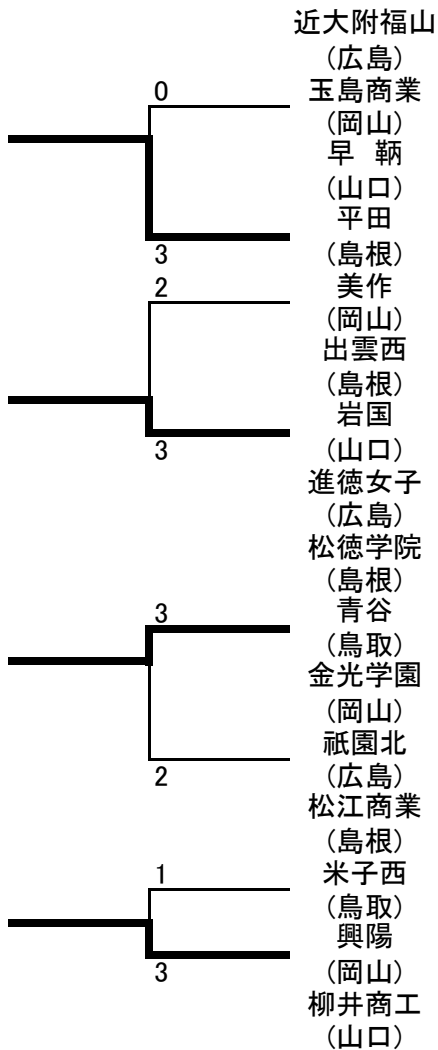 近大附福山
(広島)
0
玉島商業
(岡山)
早 鞆
(山口)
平田
3
(島根)
2
美作
(岡山)
出雲西
(島根)
岩国
3
(山口)
進徳女子
(広島)
松徳学院
(島根)
3
青谷
(鳥取)
金光学園
(岡山)
祇園北
2
(広島)
松江商業
(島根)
1
米子西
(鳥取)
興陽
3
(岡山)
柳井商工
(山口)